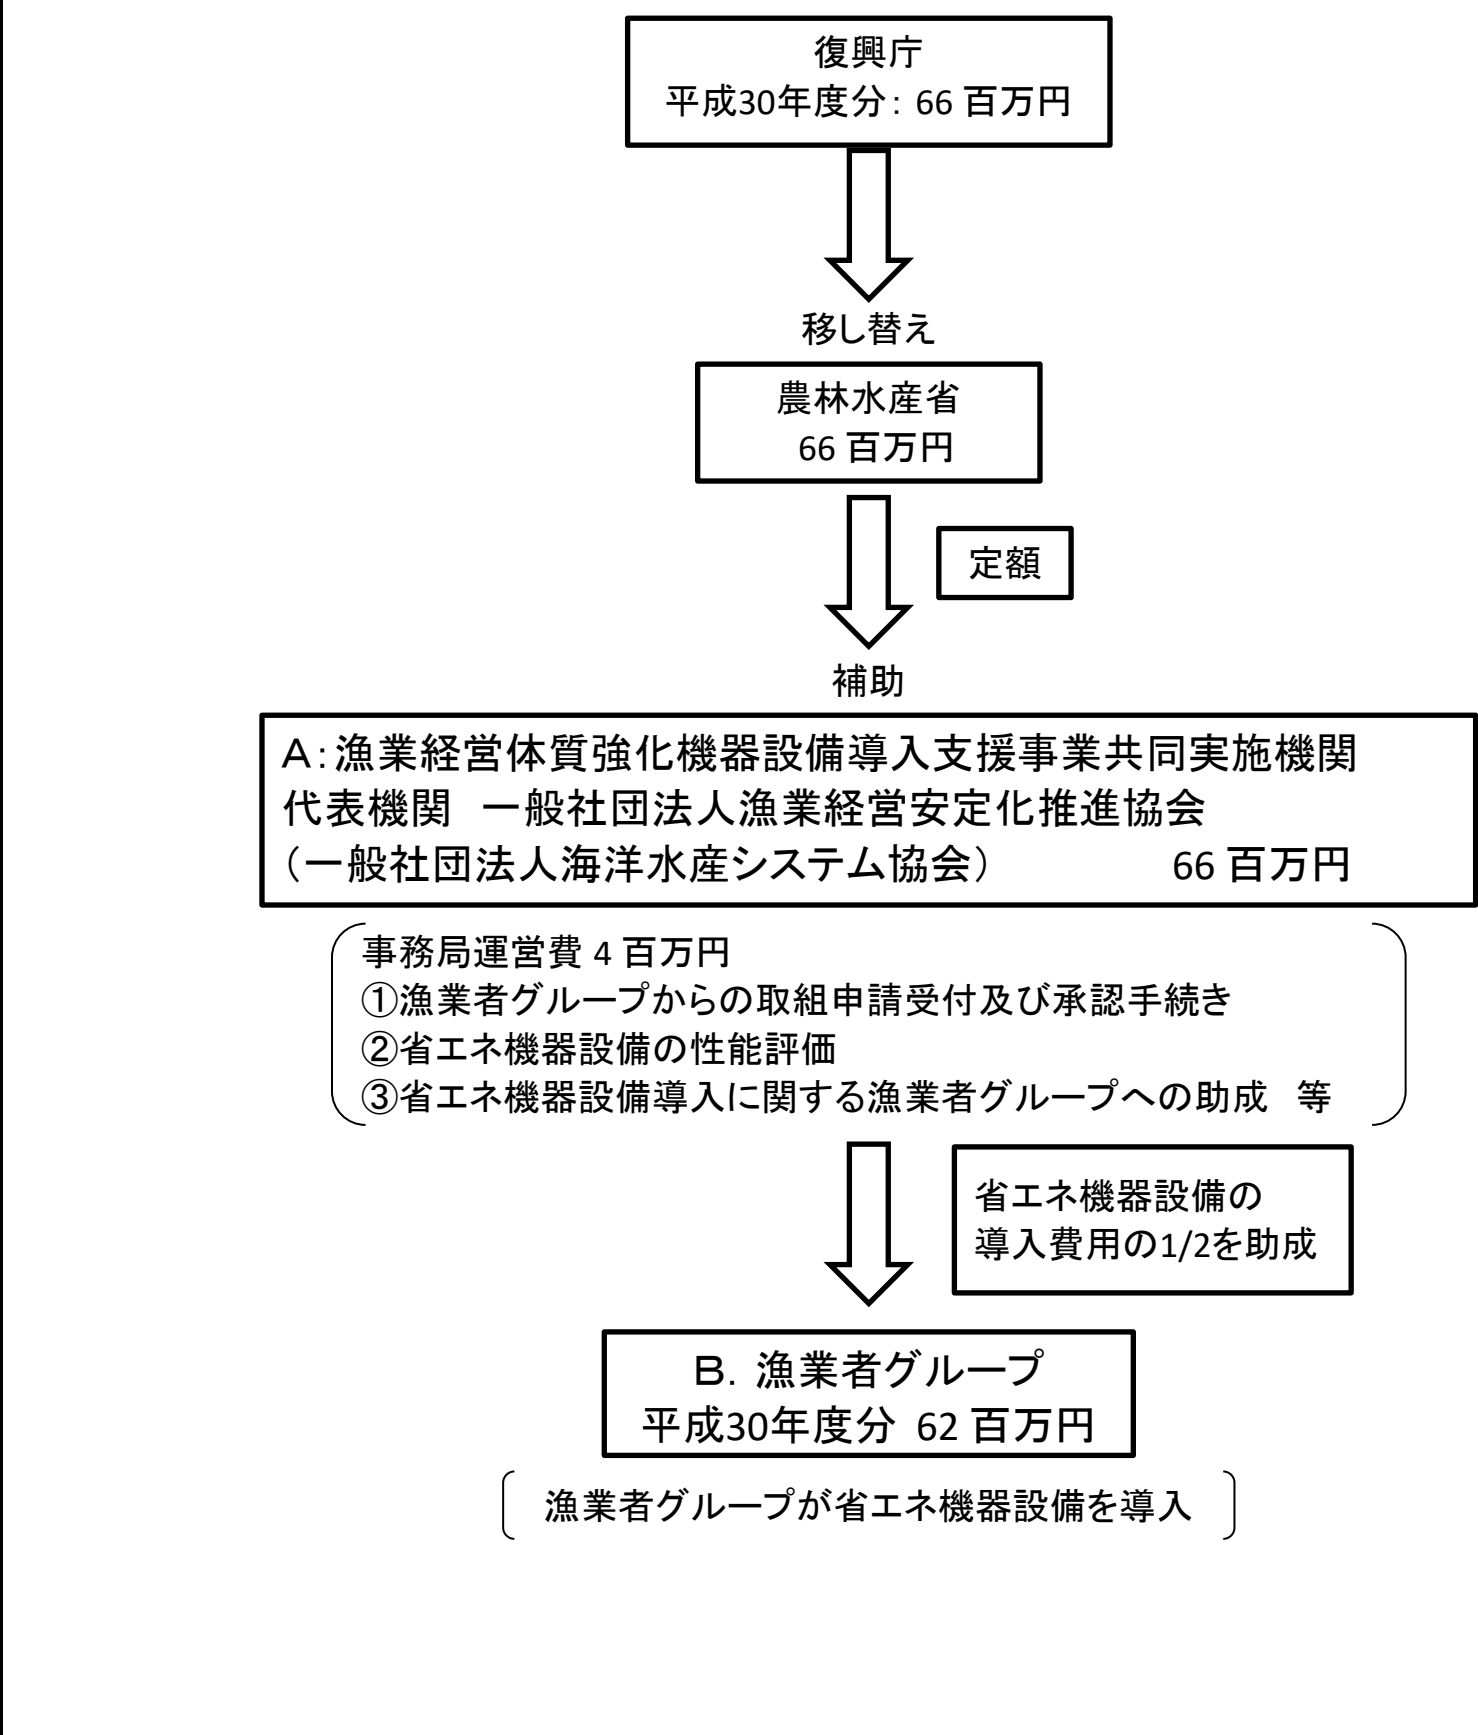 復興庁
平成30年度分：66 百万円
移し替え
農林水産省
66 百万円
定額
補助
A：漁業経営体質強化機器設備導入支援事業共同実施機関
代表機関　一般社団法人漁業経営安定化推進協会
（一般社団法人海洋水産システム協会）　66 百万円
事務局運営費 4 百万円
①漁業者グループからの取組申請受付及び承認手続き
②省エネ機器設備の性能評価
③省エネ機器設備導入に関する漁業者グループへの助成　等
省エネ機器設備の
導入費用の1/2を助成
B．漁業者グループ
平成30年度分 62 百万円
漁業者グループが省エネ機器設備を導入